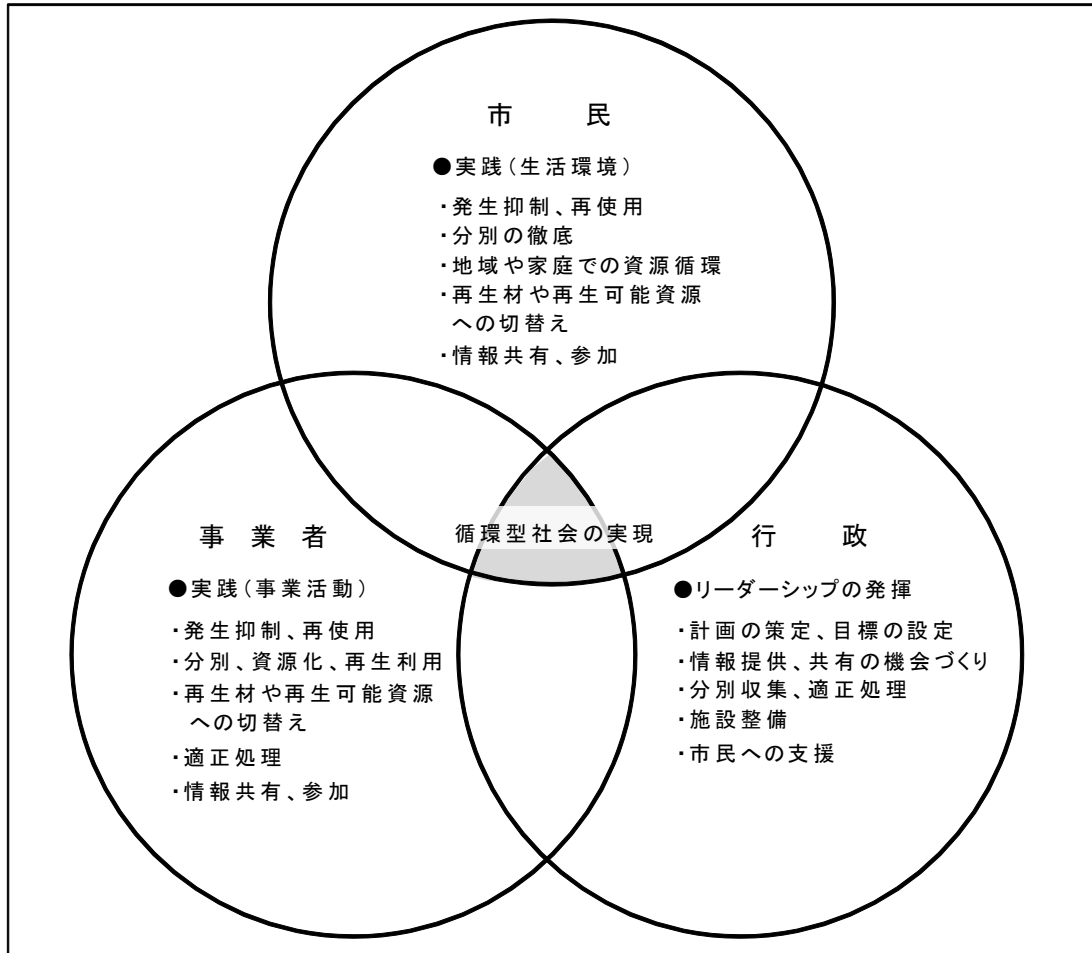 市民
●実践（生活環境）
・発生抑制、再使用
・分別の徹底
・地域や家庭での資源循環
・再生材や再生可能資源
への切替え
・情報共有、参加
循環型社会の実現
事業者
●実践（事業活動）
・発生抑制、再使用
・分別、資源化、再生利用
・再生材や再生可能資源
への切替え
・適正処理
・情報共有、参加
行政
●リーダーシップの発揮
・計画の策定、目標の設定
・情報提供、共有の機会づくり
・分別収集、適正処理
・施設整備
・市民への支援